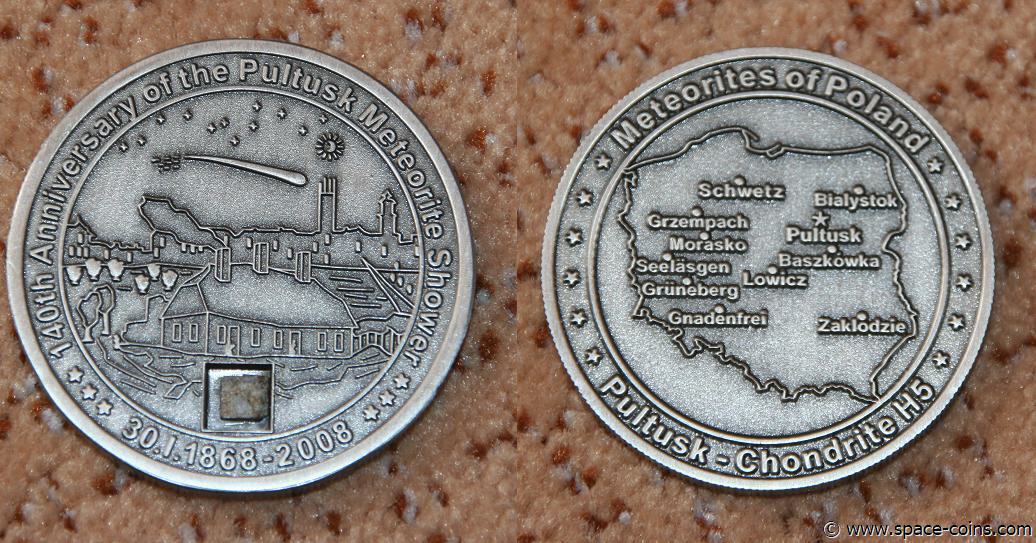 140th Anniversary of the Pultusk Meteorite Shower
30.I.1868-2008
Meteorites of Poland
Schwetz
Bialystok
Grzempach
Pultusk
Morasko
Baszkówka
Seeläsgen
Lowicz
Grüneberg
Gnadenfrei
Zaklodzie
Pultusk - Chondrite H5
© www.space-coins.com